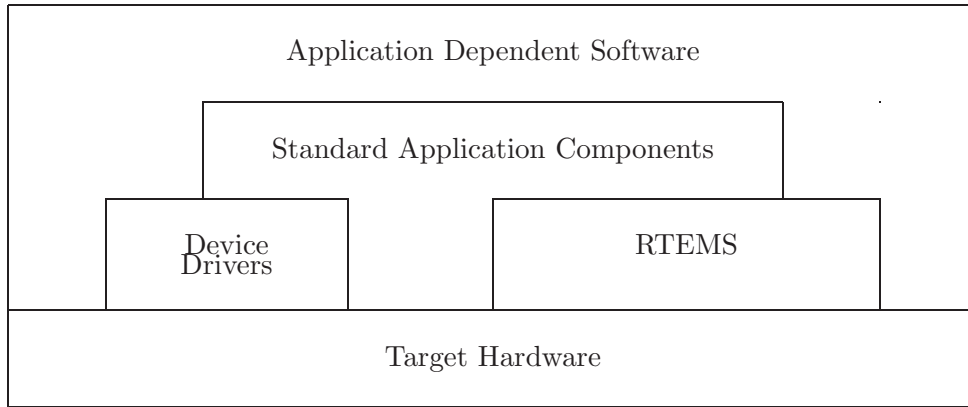 Application Dependent Software
Standard Application Components
Device
Drivers
RTEMS
Target Hardware